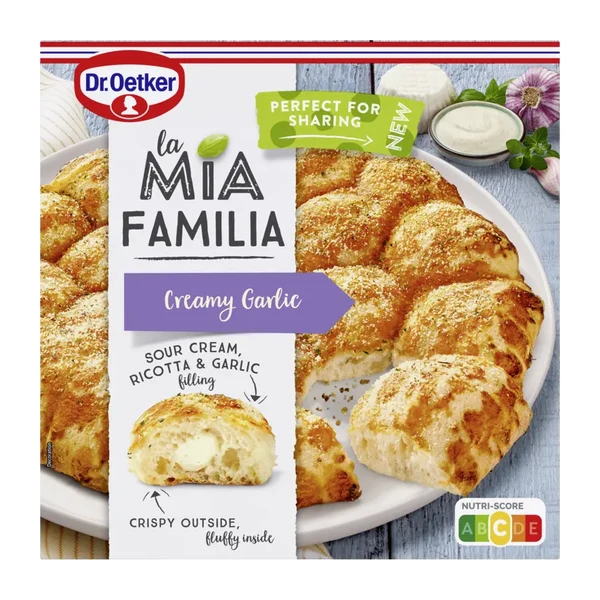 Dr.Oetker
la
MIA
FAMILIA
PERFECT FOR
SHARING
NEW
Creamy Garlic
SOUR CREAM,
RICOTTA & GARLIC
filling
CRISPY OUTSIDE,
fluffy inside
NUTRI-SCORE
A B C D E